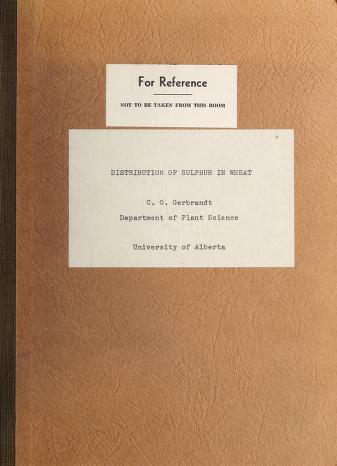 For Reference
NOT TO BE TAKEN FROM THIS ROOM
DISTRIBUTION OF SULPHUR IN WHEAT
C. O. Gerbrandt
Department of Plant Science
University of Alberta